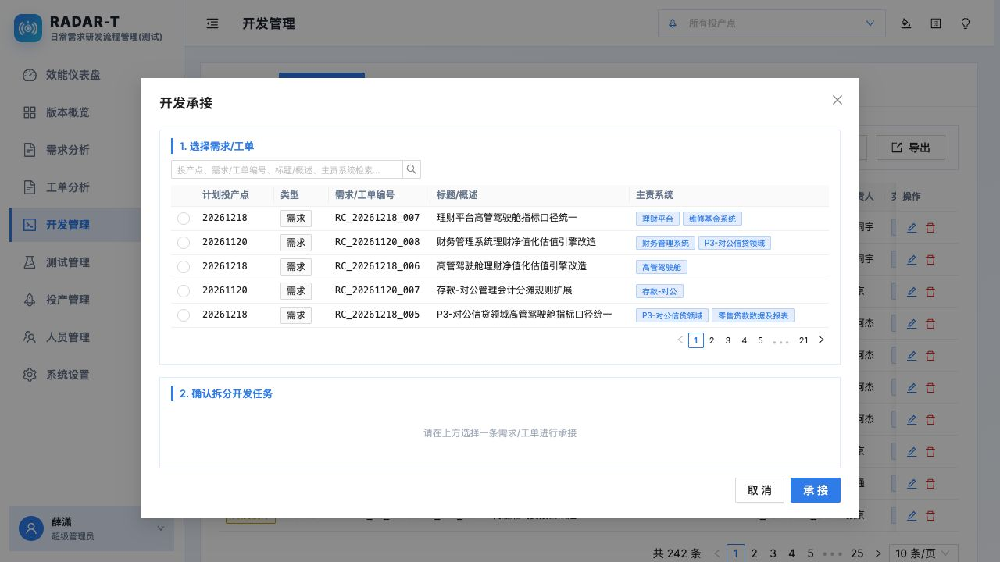 RADAR-T
日常需求研发流程管理(测试)
开发管理
所有投产点
效能仪表盘
版本概览
需求分析
工单分析
开发管理
测试管理
投产管理
人员管理
系统设置
薛潇
超级管理员
导出
操作
开发承接
1. 选择需求/工单
投产点、需求/工单编号、标题/概述、主责系统检索...
计划投产点 类型 需求/工单编号 标题/概述 主责系统
20261218 需求 RC_20261218_007 理财平台高管驾驶舱指标口径统一 理财平台 维修基金系统
20261120 需求 RC_20261120_008 财务管理系统理财净值化估值引擎改造 财务管理系统 P3-对公信贷领域
20261218 需求 RC_20261218_006 高管驾驶舱理财净值化估值引擎改造 高管驾驶舱
20261120 需求 RC_20261120_007 存款-对公管理会计分摊规则扩展 存款-对公
20261218 需求 RC_20261218_005 P3-对公信贷领域高管驾驶舱指标口径统一 P3-对公信贷领域 零售贷款数据及报表
1 2 3 4 5 ••• 21
2. 确认拆分开发任务
请在上方选择一条需求/工单进行承接
取 消
承 接
共 242 条 1 2 3 4 5 ••• 25 10 条/页